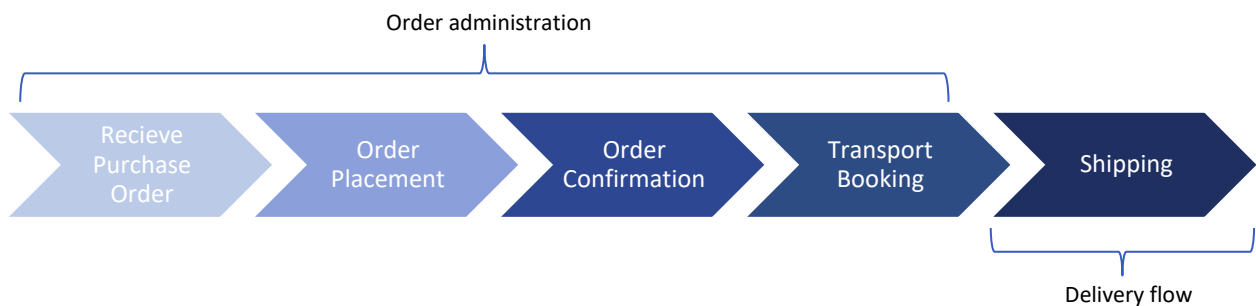 Order administration
Recieve
Purchase
Order
Order
Placement
Order
Confirmation
Transport
Booking
Shipping
Delivery flow